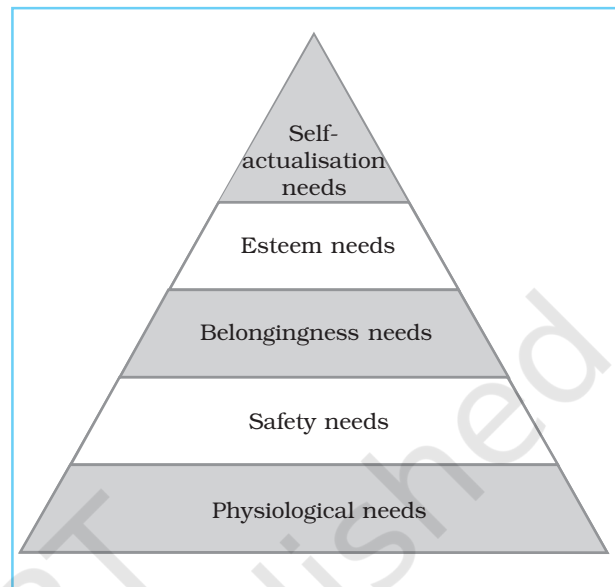 Self-
actualisation
needs
Esteem needs
Belongingness needs
Safety needs
Physiological needs